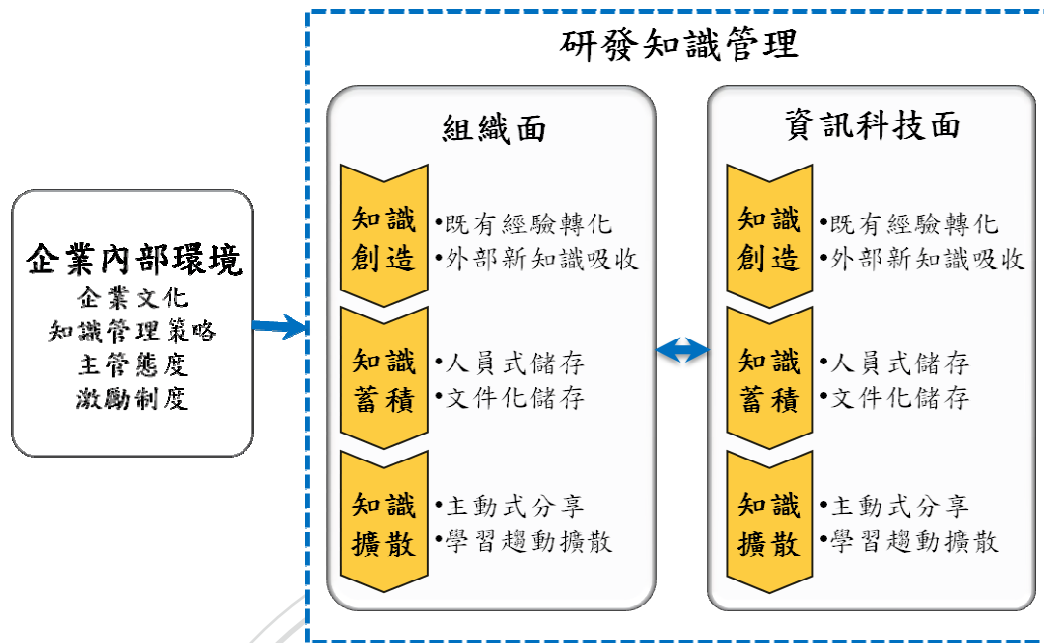 研發知識管理
企業內部環境
企業文化
知識管理策略
主管態度
激勵制度
組織面
知識
創造
•既有經驗轉化
•外部新知識吸收
知識
蓄積
•人員式儲存
•文件化儲存
知識
擴散
•主動式分享
•學習趨動擴散
資訊科技面
知識
創造
•既有經驗轉化
•外部新知識吸收
知識
蓄積
•人員式儲存
•文件化儲存
知識
擴散
•主動式分享
•學習趨動擴散